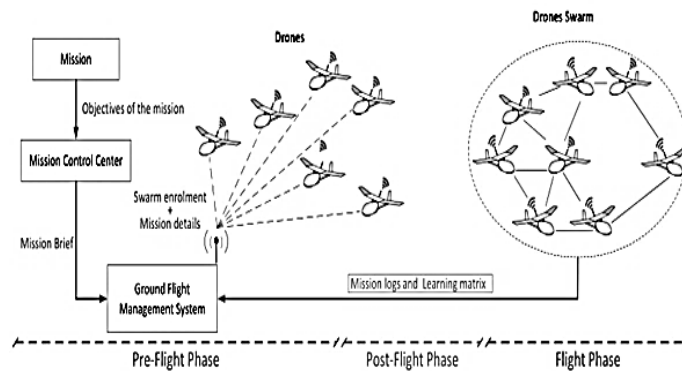 Drones
Drones Swarm
Mission
Objectives of the mission
Mission Control Center
Swarm enrolment
+
Mission details
Mission Brief
Ground Flight
Management System
Mission logs and Learning matrix
Pre-Flight Phase
Post-Flight Phase
Flight Phase